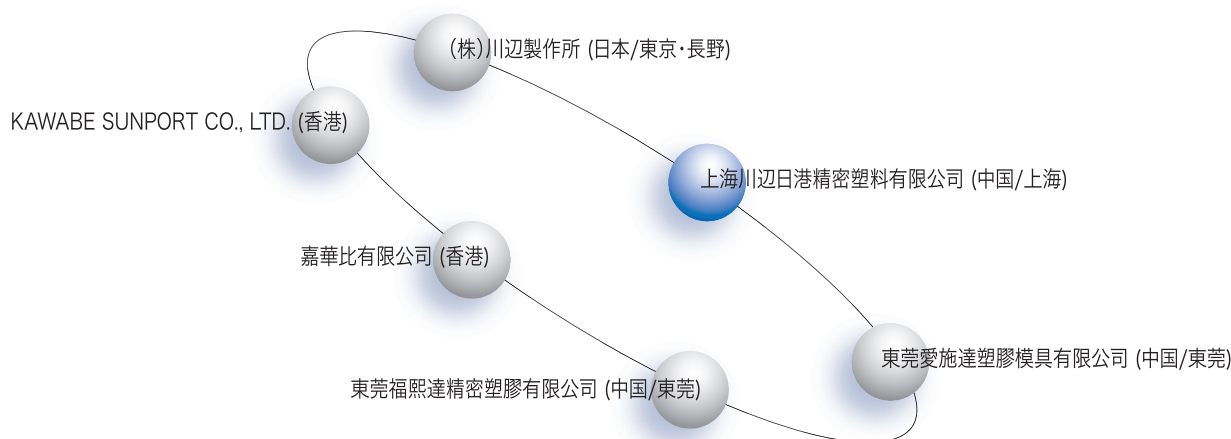 （株）川辺製作所 (日本/東京・長野)
KAWABE SUNPORT CO., LTD. (香港)
上海川辺日港精密塑料有限公司 (中国/上海)
嘉華比有限公司 (香港)
東莞愛施達塑膠模具有限公司 (中国/東莞)
東莞福熙達精密塑膠有限公司 (中国/東莞)